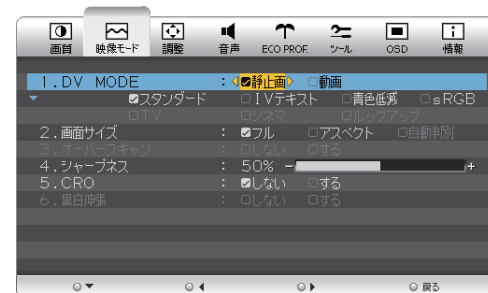 画質 映像モード 調整 音声 ECO PROF. ツール OSD 情報
1.DV MODE : 静止画 動画
スタンダード TVテキスト 青色低減 sRGB
TV シネマ ルックアップ
2.画面サイズ : フル アスペクト 自動判別
3.オーバースキャン : しない する
4.シャープネス : 50% - +
5.CRO : しない する
6.黒白伸張 : しない する
戻る